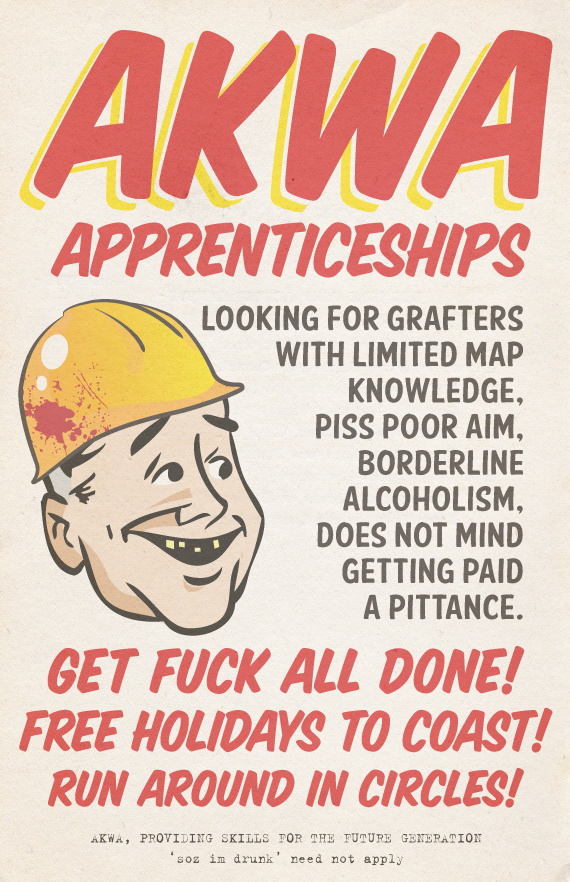 AKWA
APPRENTICESHIPS
LOOKING FOR GRAFTERS
WITH LIMITED MAP
KNOWLEDGE,
PISS POOR AIM,
BORDERLINE
ALCOHOLISM,
DOES NOT MIND
GETTING PAID
A PITTANCE.
GET FUCK ALL DONE!
FREE HOLIDAYS TO COAST!
RUN AROUND IN CIRCLES!
AKWA, PROVIDING SKILLS FOR THE FUTURE GENERATION
'soz im drunk' need not apply